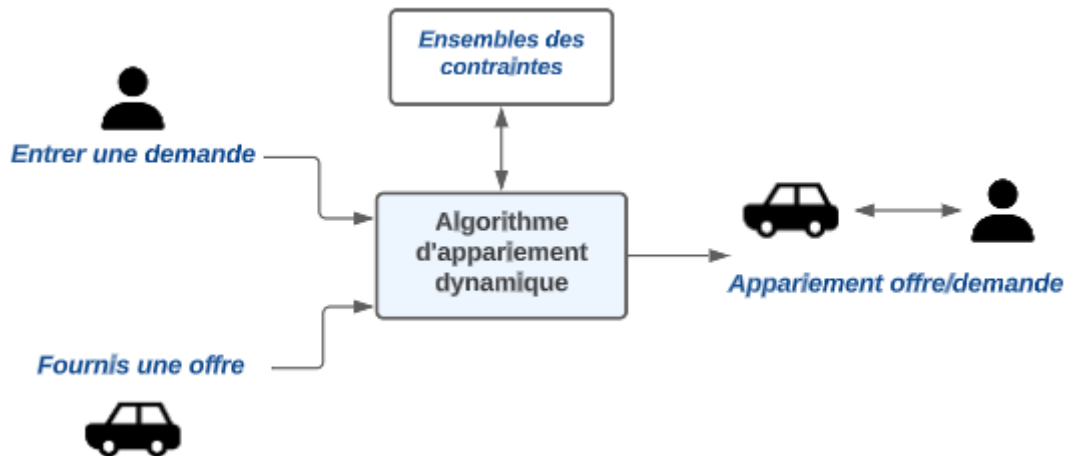 Ensembles des
contraintes
Entrer une demande
Algorithme
d'appariement
dynamique
Appariement offre/demande
Fournis une offre